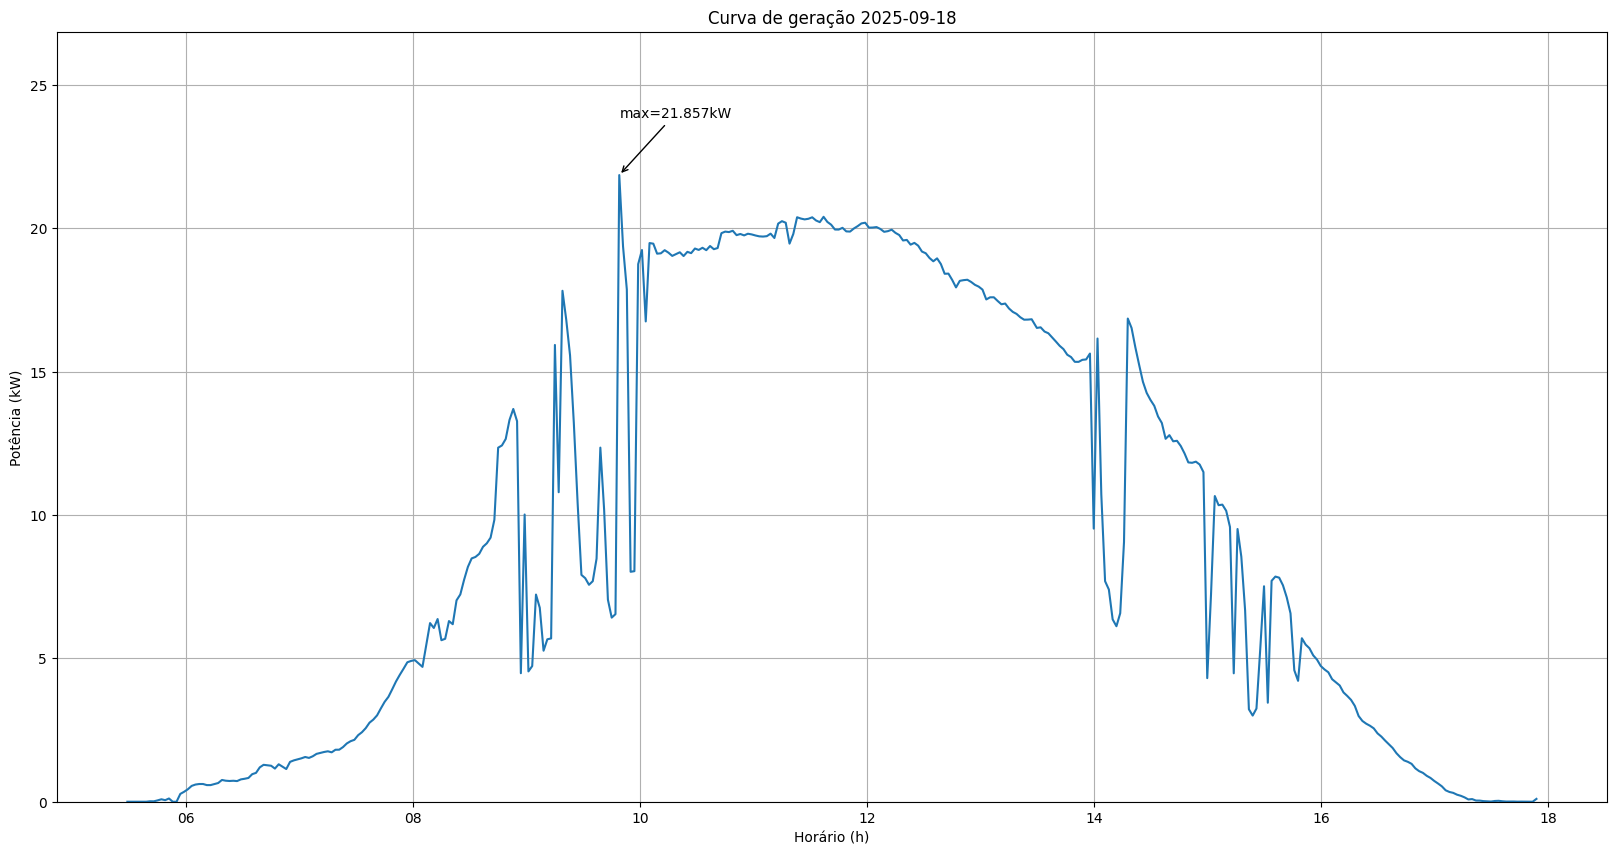 Curva de geração 2025-09-18
25
max=21.857kW
20
15
Potência (kW)
10
5
0
06 08 10 12 14 16 18
Horário (h)